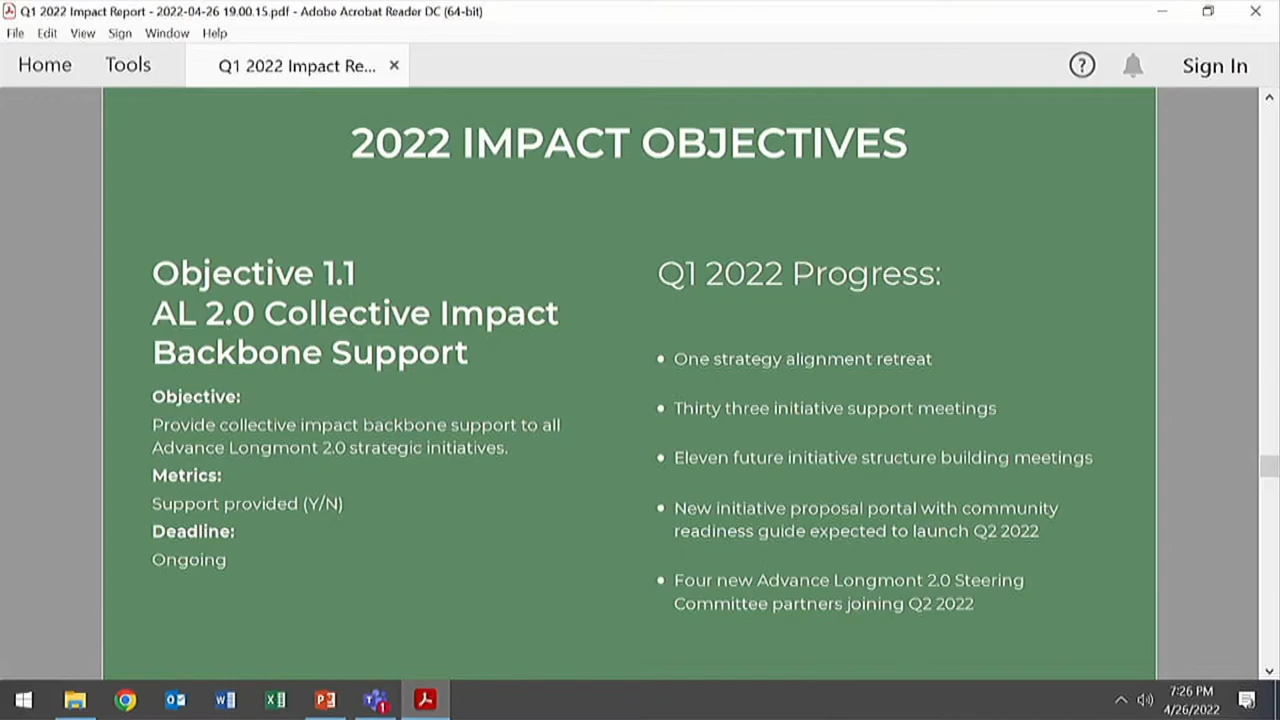 Q1 2022 Impact Report - 2022-04-26 19.00.15.pdf - Adobe Acrobat Reader DC (64-bit)
File Edit View Sign Window Help
Home Tools Q1 2022 Impact Re... × Sign In
2022 IMPACT OBJECTIVES
Objective 1.1
AL 2.0 Collective Impact
Backbone Support
Objective:
Provide collective impact backbone support to all
Advance Longmont 2.0 strategic initiatives.
Metrics:
Support provided (Y/N)
Deadline:
Ongoing
Q1 2022 Progress:
• One strategy alignment retreat
• Thirty three initiative support meetings
• Eleven future initiative structure building meetings
• New initiative proposal portal with community
readiness guide expected to launch Q2 2022
• Four new Advance Longmont 2.0 Steering
Committee partners joining Q2 2022
7:26 PM
4/26/2022